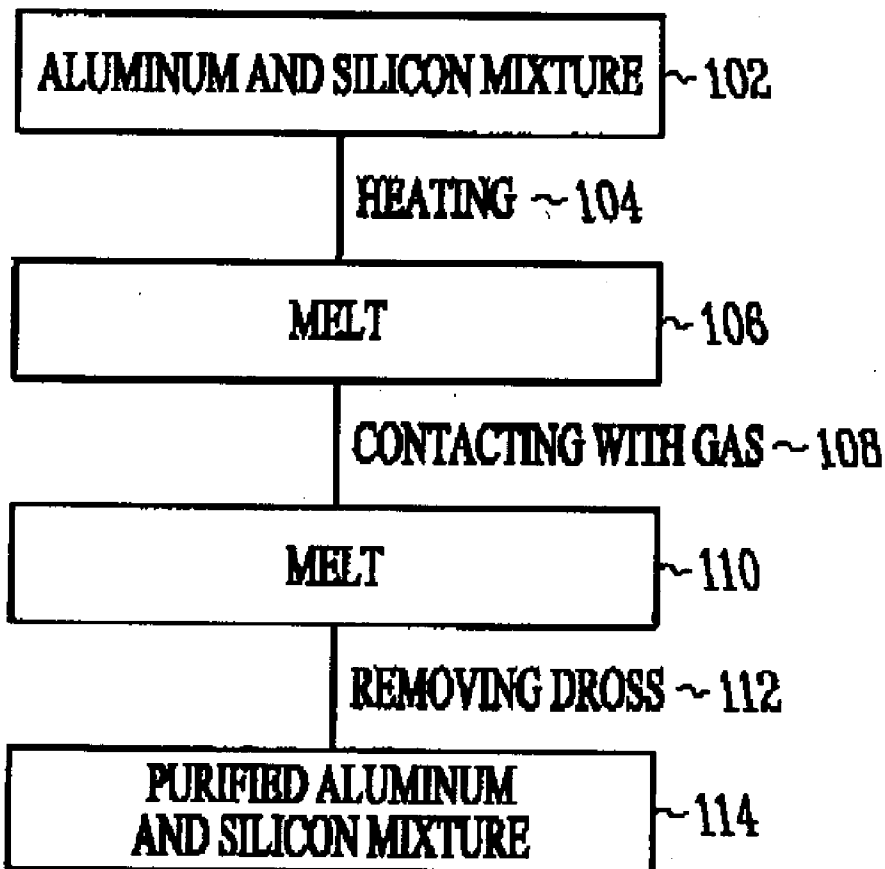 ALUMINUM AND SILICON MIXTURE ~102
HEATING ~104
MELT ~106
CONTACTING WITH GAS ~108
MELT ~110
REMOVING DROSS ~112
PURIFIED ALUMINUM
AND SILICON MIXTURE ~114